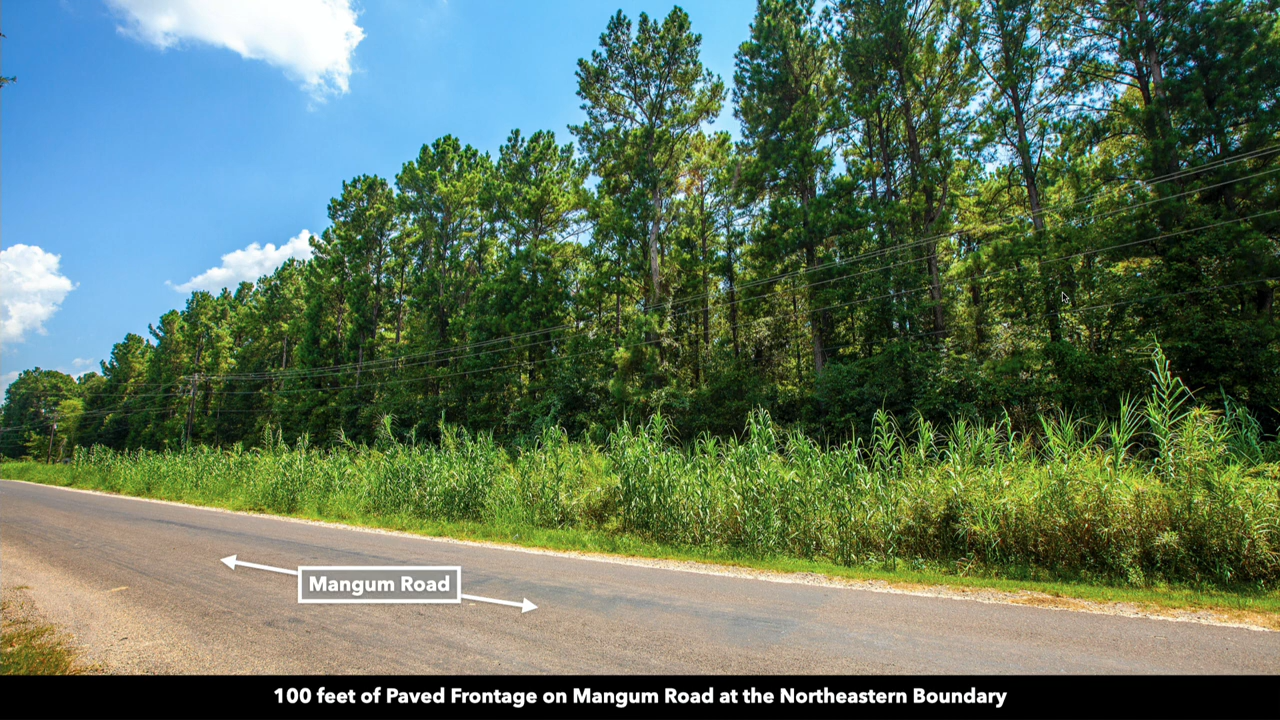 Mangum Road
100 feet of Paved Frontage on Mangum Road at the Northeastern Boundary